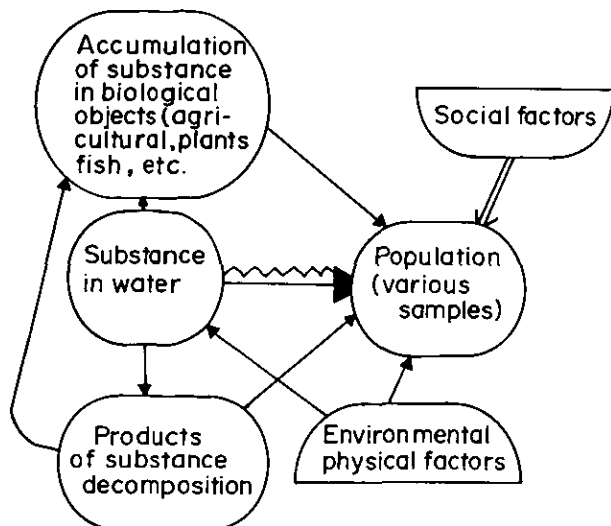 Accumulation
of substance
in biological
objects (agri-
cultural, plants
fish, etc.
Social factors
Substance
in water
Population
(various
samples)
Products
of substance
decomposition
Environmental
physical factors